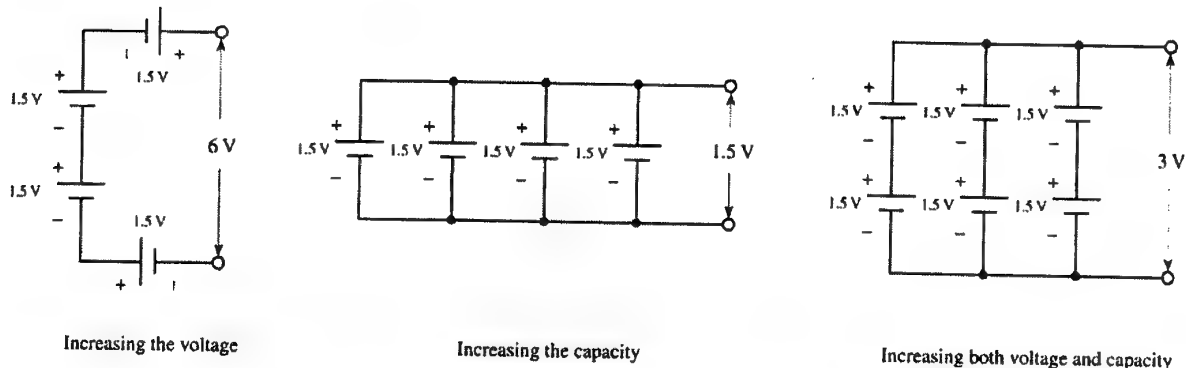 1.5 V
1.5 V
1.5 V
1.5 V
6 V
+
−
+
−
+
+
Increasing the voltage
1.5 V 1.5 V 1.5 V 1.5 V
+ + + +
− − − −
1.5 V
Increasing the capacity
1.5 V 1.5 V 1.5 V
+ + +
− − −
3 V
1.5 V 1.5 V 1.5 V
+ + +
− − −
Increasing both voltage and capacity